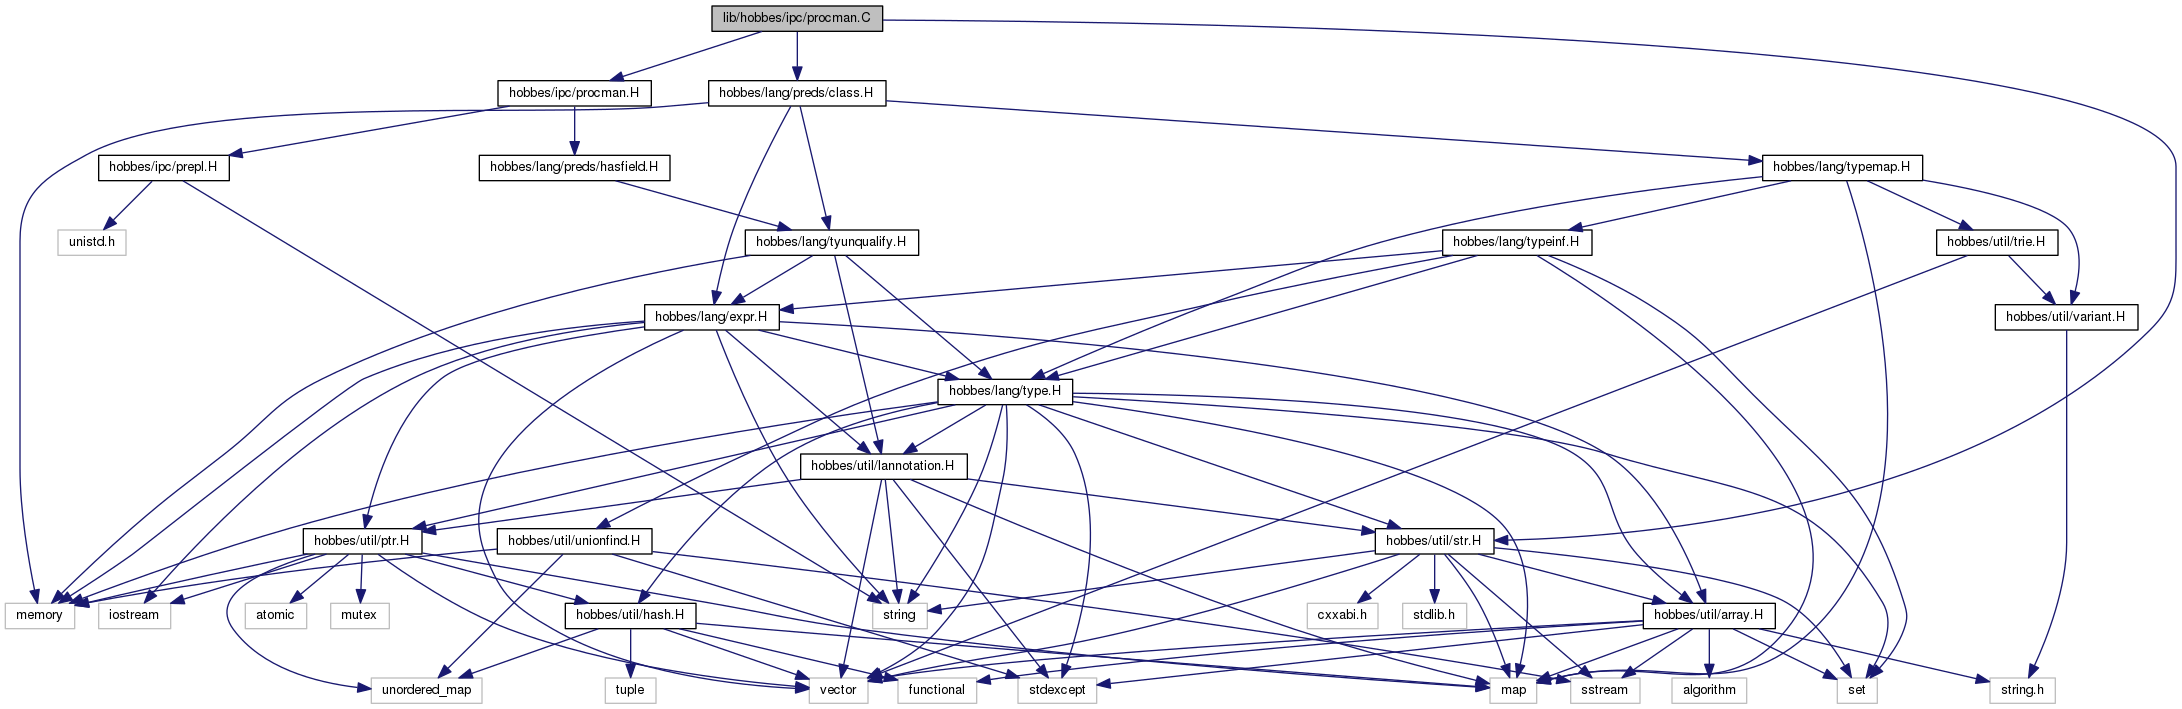 lib/hobbes/ipc/procman.C
hobbes/ipc/procman.H
hobbes/lang/preds/class.H
hobbes/ipc/prepl.H
hobbes/lang/preds/hasfield.H
hobbes/lang/typemap.H
unistd.h
hobbes/lang/tyunqualify.H
hobbes/lang/typeinf.H
hobbes/util/trie.H
hobbes/lang/expr.H
hobbes/util/variant.H
hobbes/lang/type.H
hobbes/util/lannotation.H
hobbes/util/ptr.H
hobbes/util/unionfind.H
hobbes/util/str.H
memory
iostream
atomic
mutex
hobbes/util/hash.H
string
cxxabi.h
stdlib.h
hobbes/util/array.H
unordered_map
tuple
vector
functional
stdexcept
map
sstream
algorithm
set
string.h